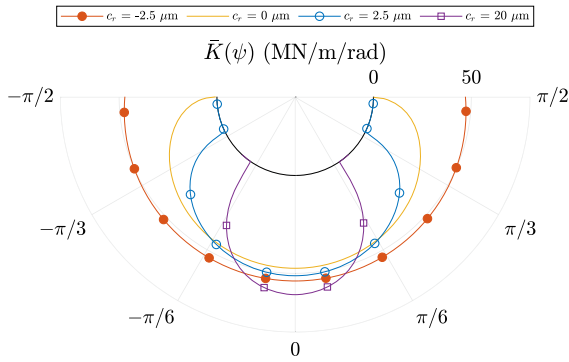 c_r = -2.5 μm c_r = 0 μm c_r = 2.5 μm c_r = 20 μm
K̄(ψ) (MN/m/rad)
0 50
-π/2 π/2
-π/3 π/3
-π/6 π/6
0